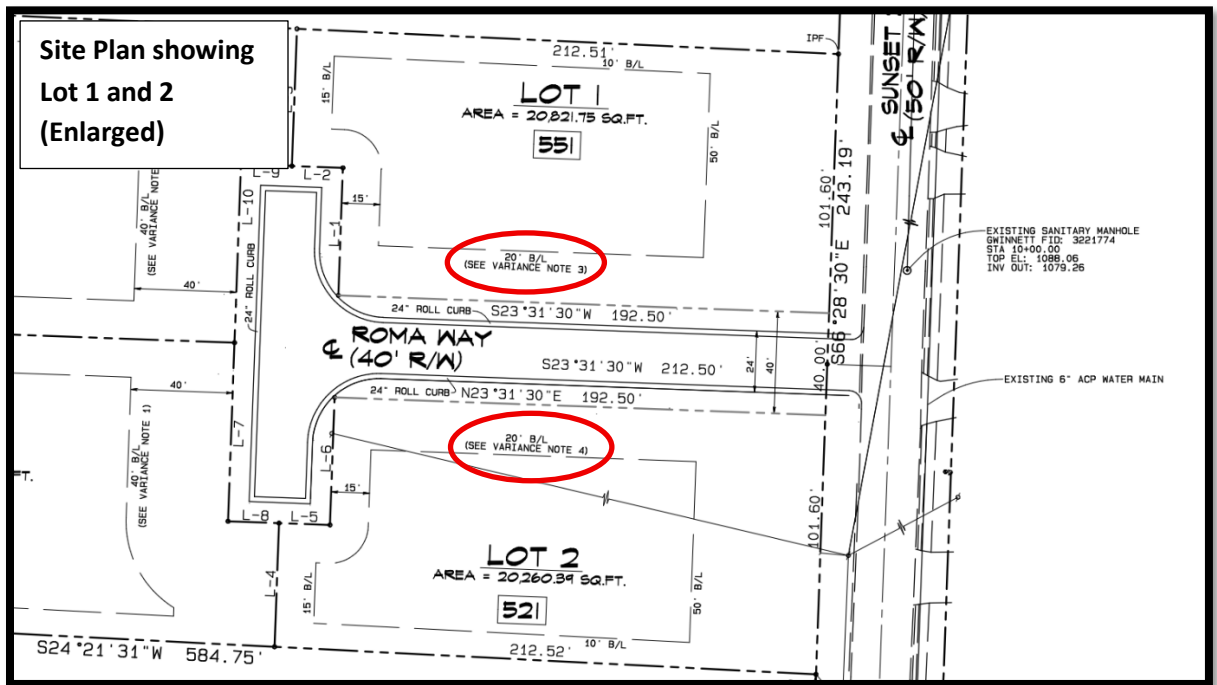 Site Plan showing
Lot 1 and 2
(Enlarged)
212.51'
10' B/L
IPF
15' B/L
LOT 1
AREA = 20,821.75 SQ.FT.
551
50' B/L
SUNSET
℄ (50' R/W)
L-9
L-2
L-10
L-1
15'
40' B/L
(SEE VARIANCE NOTE
40'
20' B/L
(SEE VARIANCE NOTE 3)
101.60'
S66°28'30"E 243.19'
EXISTING SANITARY MANHOLE
GWINNETT FID: 3221774
STA 10+00.00
TOP EL: 1088.06
INV OUT: 1079.26
24" ROLL CURB
24" ROLL CURB
S23°31'30"W 192.50'
℄ ROMA WAY
(40' R/W)
S23°31'30"W 212.50'
24'
40'
40.00'
24" ROLL CURB
N23°31'30"E 192.50'
EXISTING 6" ACP WATER MAIN
40'
40' B/L
(SEE VARIANCE NOTE 1)
20' B/L
(SEE VARIANCE NOTE 4)
L-7
L-6
15'
FT.
L-8
L-5
L-4
101.60'
LOT 2
AREA = 20,260.39 SQ.FT.
521
15' B/L
50' B/L
10' B/L
212.52'
S24°21'31"W 584.75'